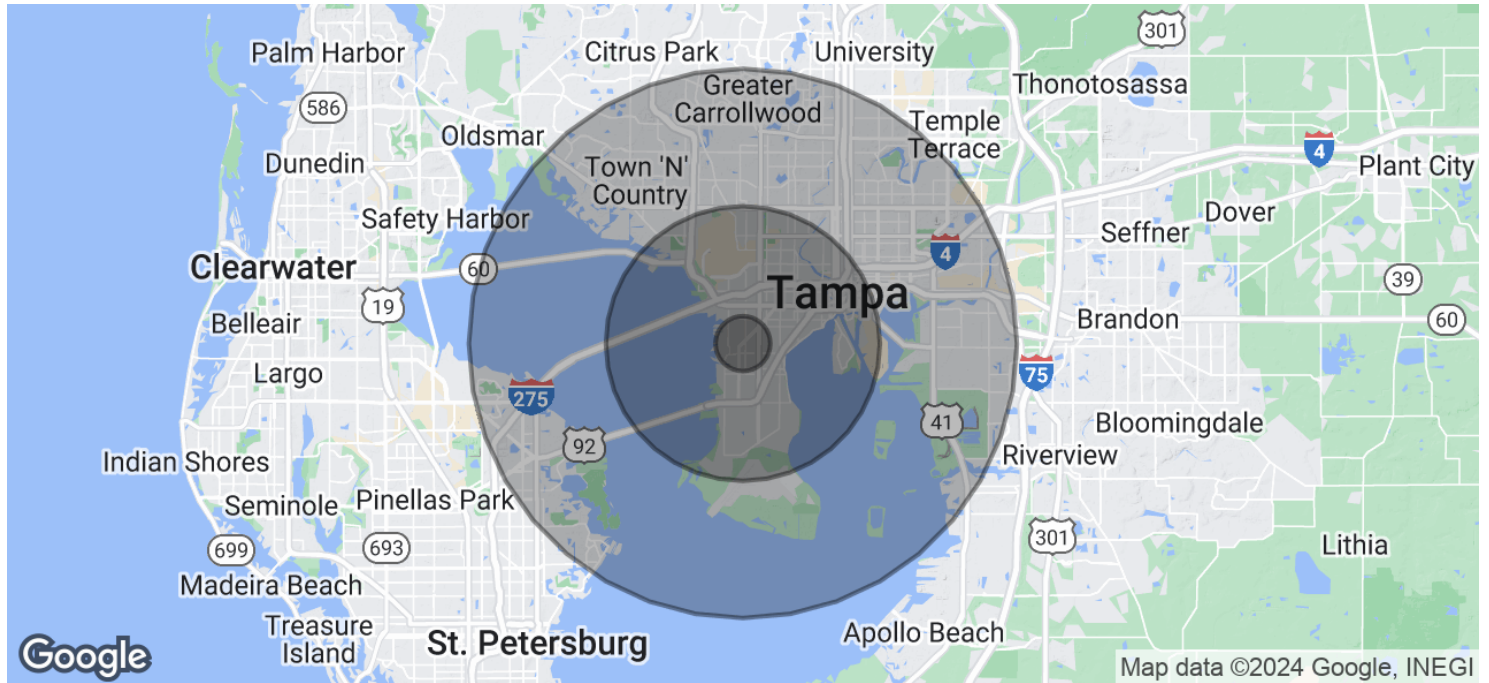 Palm Harbor
Citrus Park
University
301
586
Greater
Carrollwood
Thonotosassa
Oldsmar
Temple
Terrace
4
Dunedin
Town 'N'
Country
Plant City
Safety Harbor
Dover
Seffner
Clearwater
60
4
39
19
Tampa
Belleair
Brandon
60
Largo
275
75
92
41
Bloomingdale
Indian Shores
Riverview
Seminole
Pinellas Park
699
693
301
Lithia
Madeira Beach
Treasure
Island
St. Petersburg
Apollo Beach
Google
Map data ©2024 Google, INEGI